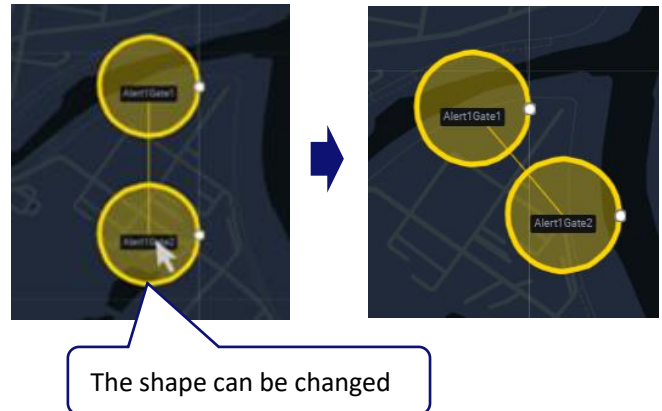 Alert1Gate1
Alert1Gate2
Alert1Gate1
Alert1Gate2
The shape can be changed